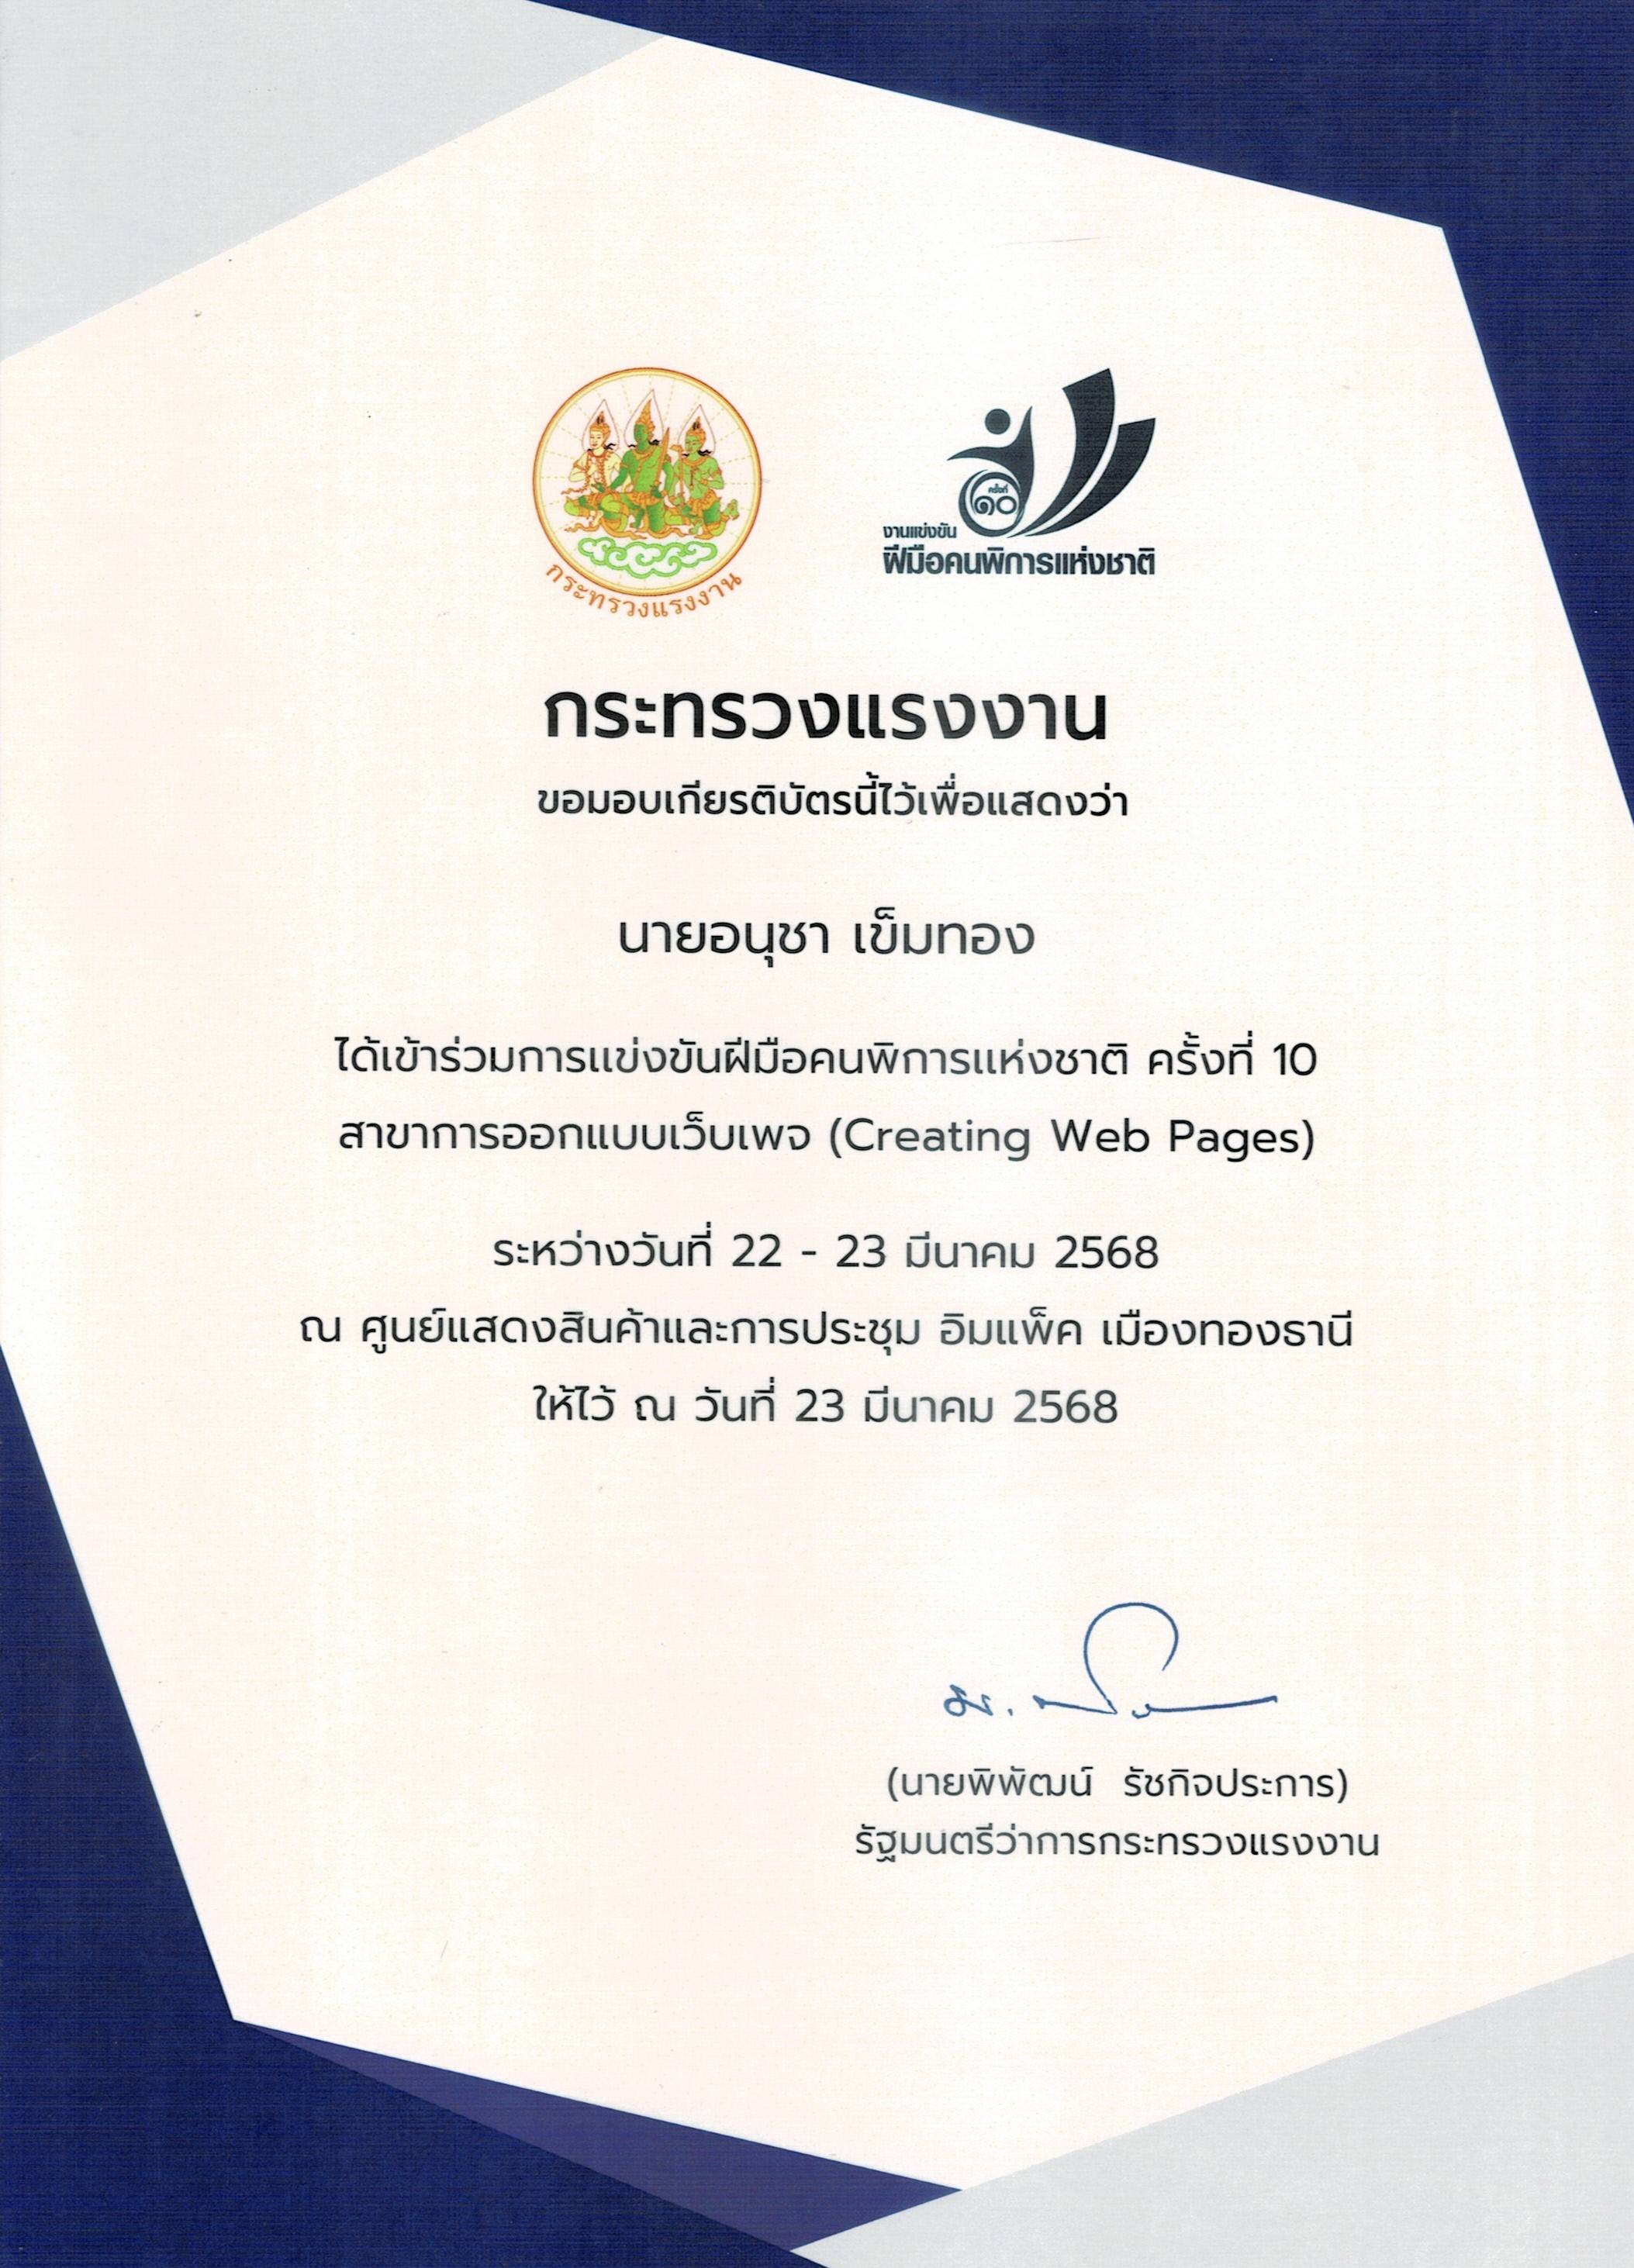 กระทรวงแรงงาน
ครั้งที่
๑๐
งานแข่งขัน
ฝีมือคนพิการแห่งชาติ
กระทรวงแรงงาน
ขอมอบเกียรติบัตรนี้ไว้เพื่อแสดงว่า
นายอนุชา เข็มทอง
ได้เข้าร่วมการแข่งขันฝีมือคนพิการแห่งชาติ ครั้งที่ 10
สาขาการออกแบบเว็บเพจ (Creating Web Pages)
ระหว่างวันที่ 22 - 23 มีนาคม 2568
ณ ศูนย์แสดงสินค้าและการประชุม อิมแพ็ค เมืองทองธานี
ให้ไว้ ณ วันที่ 23 มีนาคม 2568
(นายพิพัฒน์ รัชกิจประการ)
รัฐมนตรีว่าการกระทรวงแรงงาน